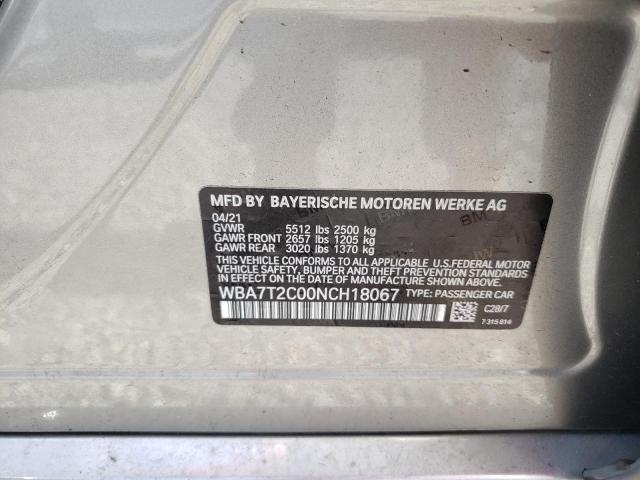 MFD BY BAYERISCHE MOTOREN WERKE AG
04/21
GVWR 5512 lbs 2500 kg
GAWR FRONT 2657 lbs 1205 kg
GAWR REAR 3020 lbs 1370 kg
THIS VEHICLE CONFORMS TO ALL APPLICABLE U.S.FEDERAL MOTOR
VEHICLE SAFETY, BUMPER, AND THEFT PREVENTION STANDARDS
IN EFFECT ON THE DATE OF MANUFACTURE SHOWN ABOVE.
WBA7T2C00NCH18067 TYPE: PASSENGER CAR
C28/7
7315814